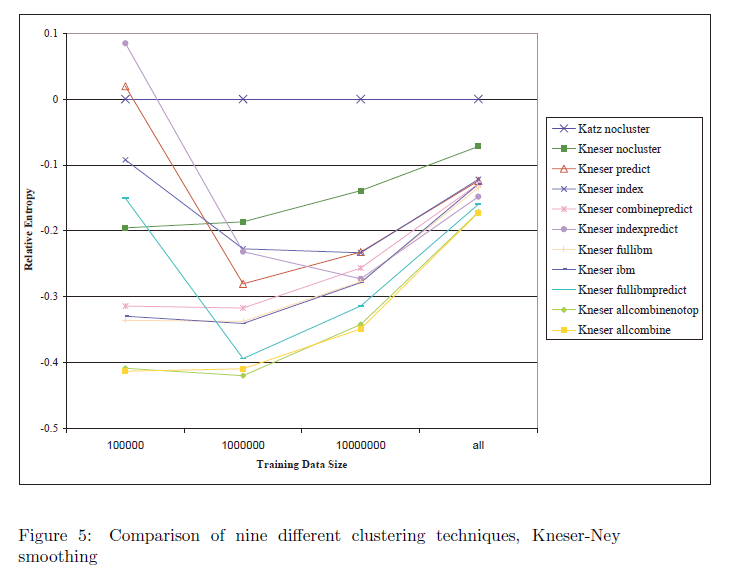 0.1
0
-0.1
-0.2
-0.3
-0.4
-0.5
Relative Entropy
100000
1000000
10000000
all
Training Data Size
Katz nocluster
Kneser nocluster
Kneser predict
Kneser index
Kneser combinepredict
Kneser indexpredict
Kneser fullibm
Kneser ibm
Kneser fullibmpredict
Kneser allcombinenotop
Kneser allcombine
Figure 5: Comparison of nine different clustering techniques, Kneser-Ney
smoothing